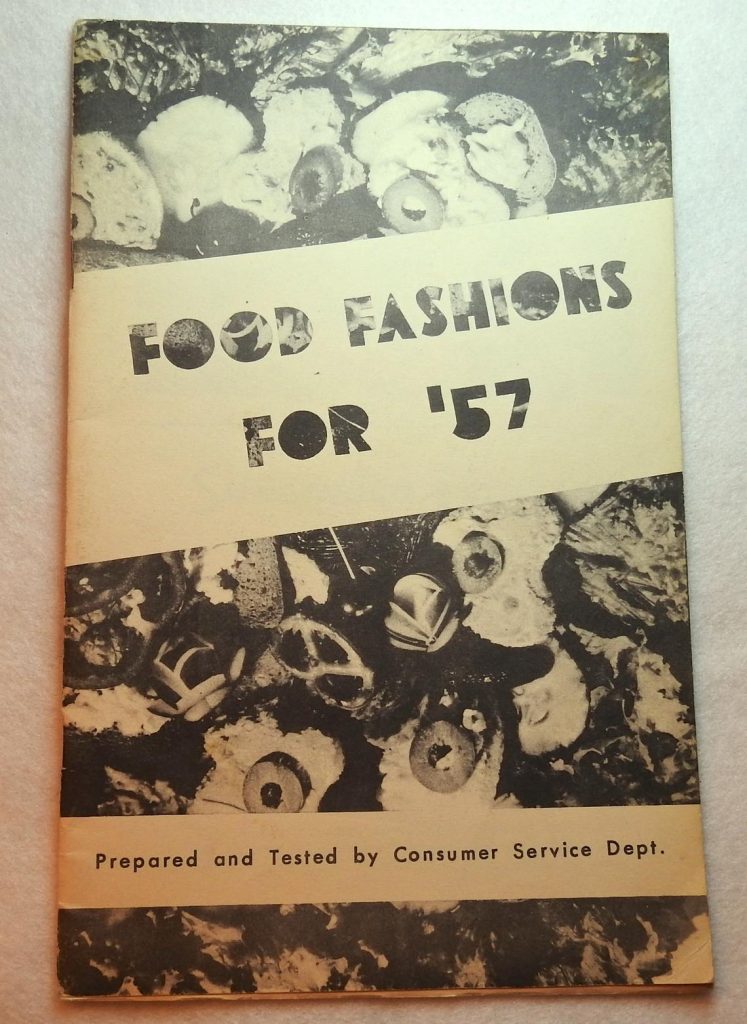 FOOD FASHIONS
FOR '57
Prepared and Tested by Consumer Service Dept.